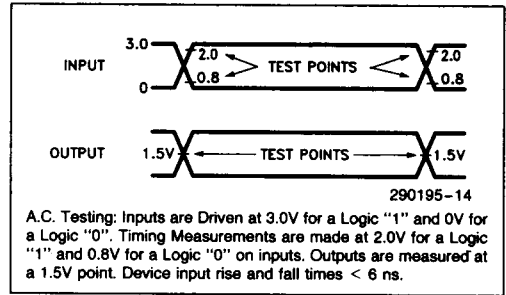 3.0
2.0
2.0
INPUT
TEST POINTS
0.8
0.8
0
OUTPUT
1.5V
TEST POINTS
1.5V
290195-14
A.C. Testing: Inputs are Driven at 3.0V for a Logic "1" and 0V for
a Logic "0". Timing Measurements are made at 2.0V for a Logic
"1" and 0.8V for a Logic "0" on inputs. Outputs are measured at
a 1.5V point. Device input rise and fall times < 6 ns.